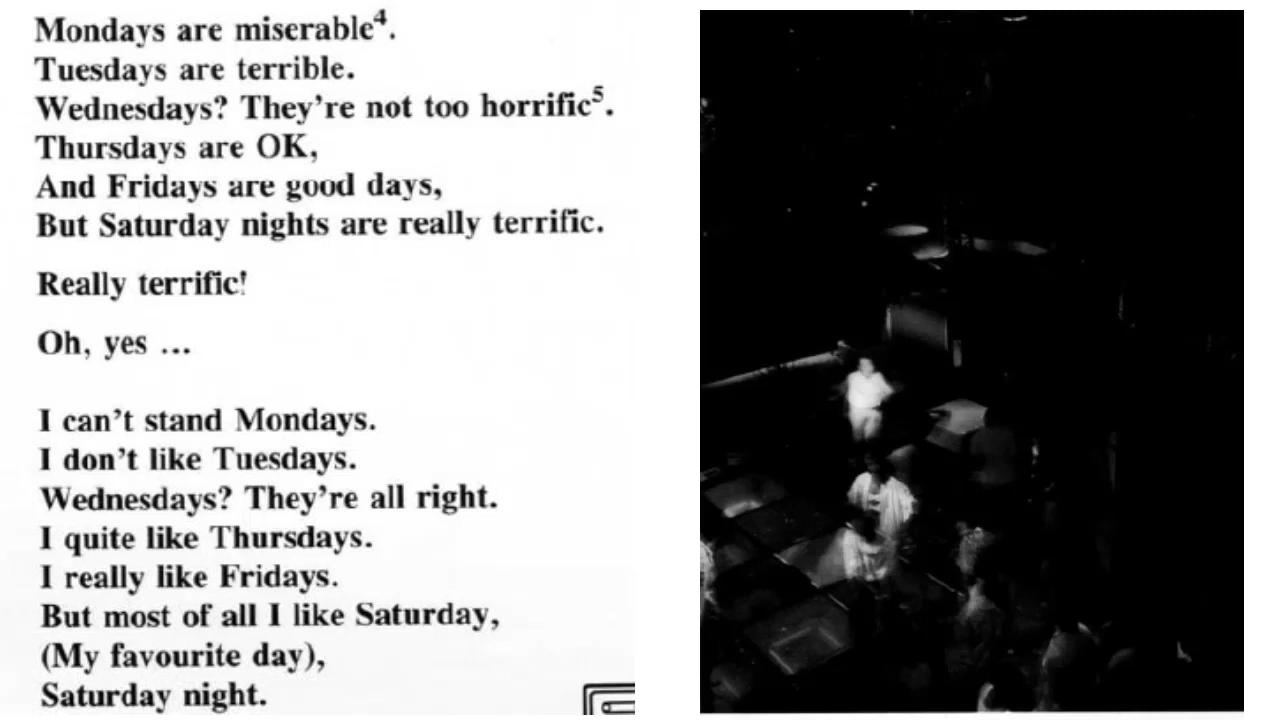 Mondays are miserable⁴.
Tuesdays are terrible.
Wednesdays? They're not too horrific⁵.
Thursdays are OK,
And Fridays are good days,
But Saturday nights are really terrific.
Really terrific!
Oh, yes ...
I can't stand Mondays.
I don't like Tuesdays.
Wednesdays? They're all right.
I quite like Thursdays.
I really like Fridays.
But most of all I like Saturday,
(My favourite day),
Saturday night.